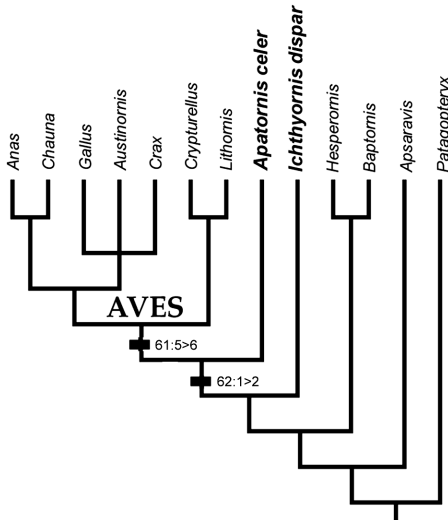 Anas
Chauna
Gallus
Austinornis
Crax
Crypturellus
Lithornis
Apatornis celer
Ichthyornis dispar
Hesperornis
Baptornis
Apsaravis
Patagopteryx
AVES
61:5>6
62:1>2